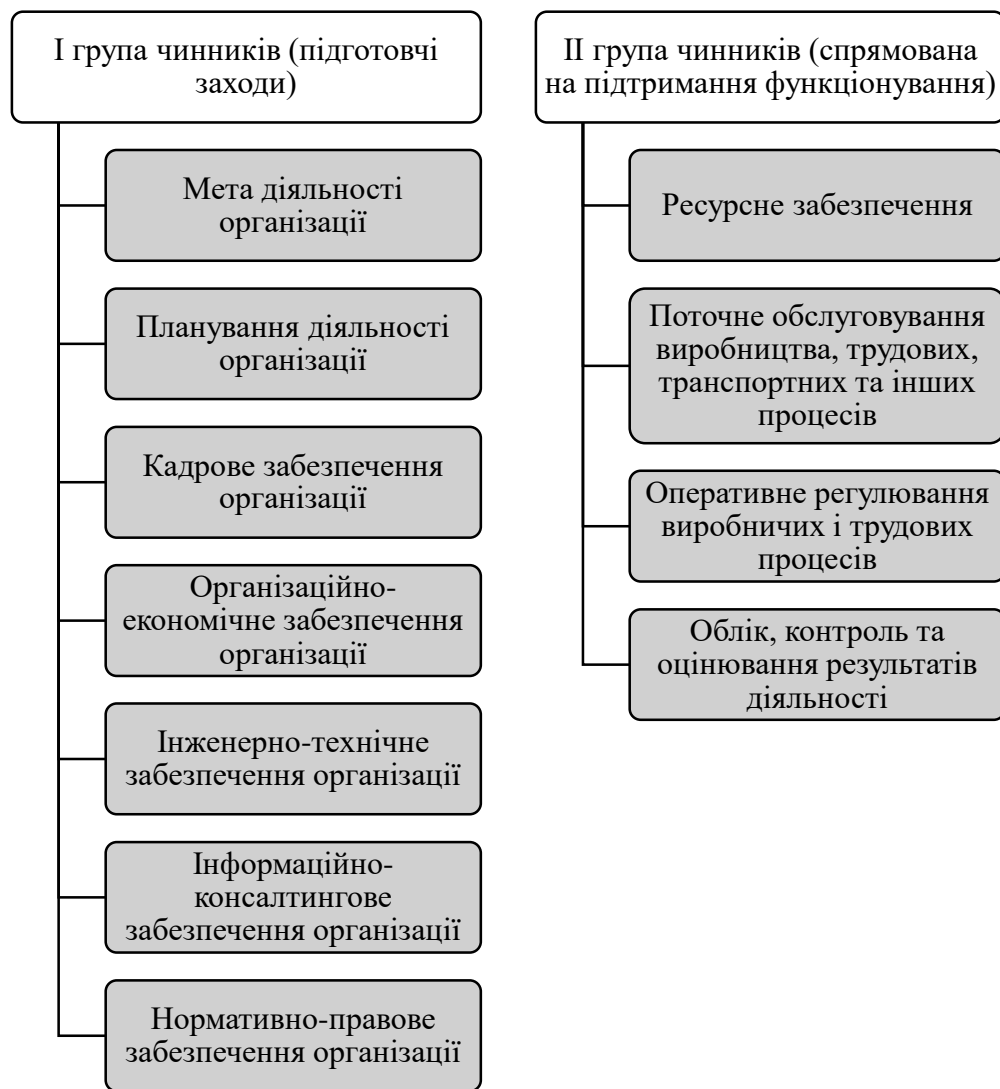 І група чинників (підготовчі
заходи)
Мета діяльності
організації
Планування діяльності
організації
Кадрове забезпечення
організації
Організаційно-
економічне забезпечення
організації
Інженерно-технічне
забезпечення організації
Інформаційно-
консалтингове
забезпечення організації
Нормативно-правове
забезпечення організації
ІІ група чинників (спрямована
на підтримання функціонування)
Ресурсне забезпечення
Поточне обслуговування
виробництва, трудових,
транспортних та інших
процесів
Оперативне регулювання
виробничих і трудових
процесів
Облік, контроль та
оцінювання результатів
діяльності